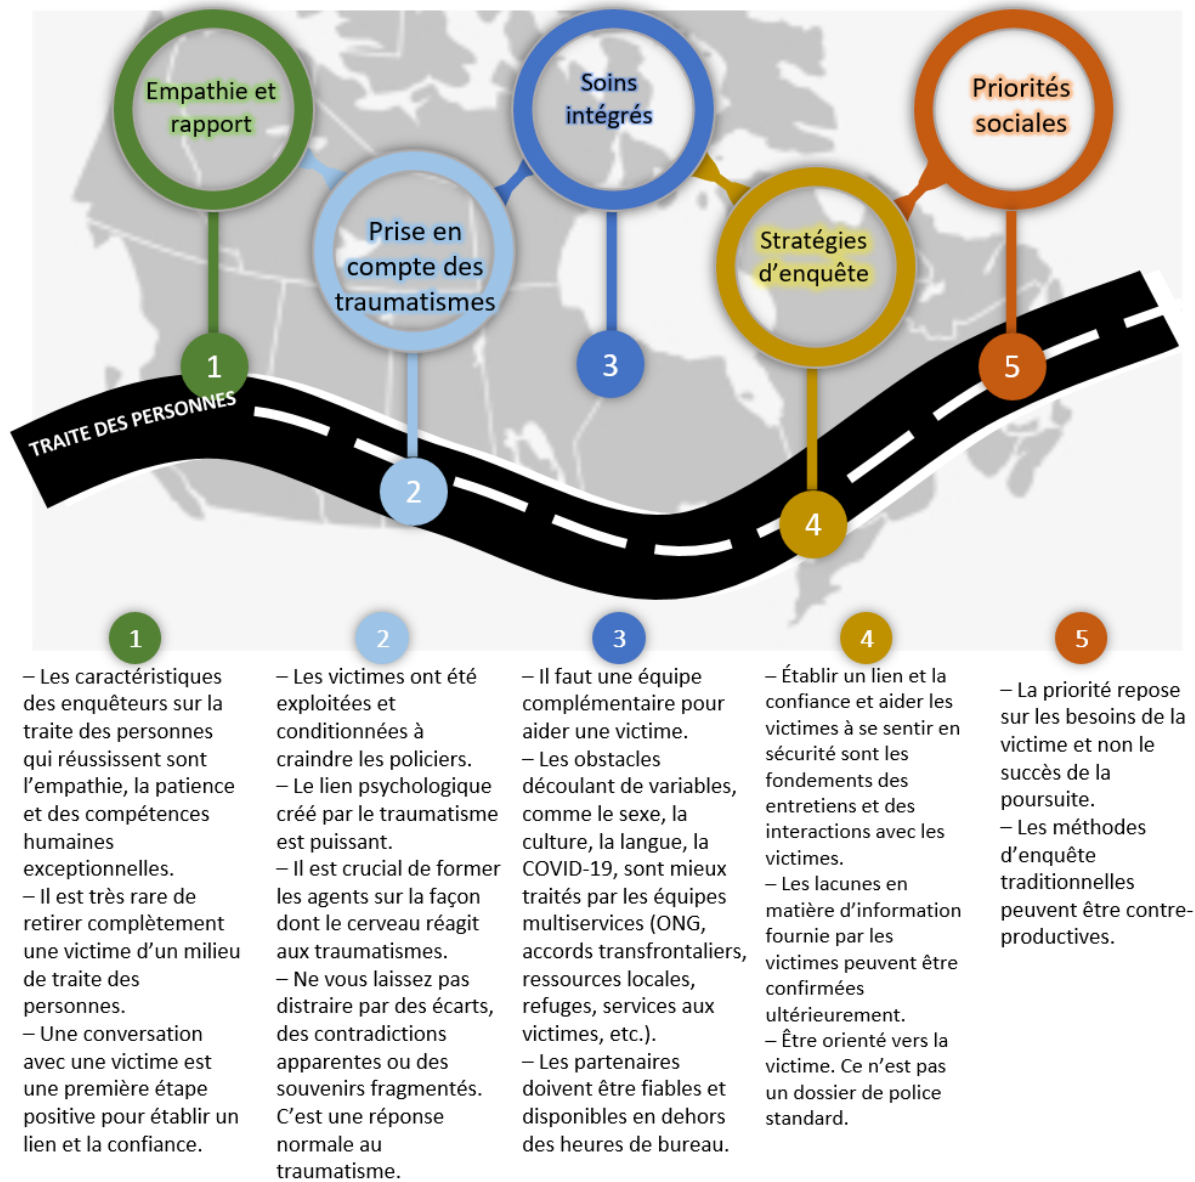 Empathie et
rapport
Prise en
compte des
traumatismes
Soins
intégrés
Stratégies
d'enquête
Priorités
sociales
1
2
3
4
5
TRAITE DES PERSONNES
1
– Les caractéristiques
des enquêteurs sur la
traite des personnes
qui réussissent sont
l'empathie, la patience
et des compétences
humaines
exceptionnelles.
– Il est très rare de
retirer complètement
une victime d'un milieu
de traite des
personnes.
– Une conversation
avec une victime est
une première étape
positive pour établir un
lien et la confiance.
2
– Les victimes ont été
exploitées et
conditionnées à
craindre les policiers.
– Le lien psychologique
créé par le traumatisme
est puissant.
– Il est crucial de former
les agents sur la façon
dont le cerveau réagit
aux traumatismes.
– Ne vous laissez pas
distraire par des écarts,
des contradictions
apparentes ou des
souvenirs fragmentés.
C'est une réponse
normale au
traumatisme.
3
– Il faut une équipe
complémentaire pour
aider une victime.
– Les obstacles
découlant de variables,
comme le sexe, la
culture, la langue, la
COVID-19, sont mieux
traités par les équipes
multiservices (ONG,
accords transfrontaliers,
ressources locales,
refuges, services aux
victimes, etc.).
– Les partenaires
doivent être fiables et
disponibles en dehors
des heures de bureau.
4
– Établir un lien et la
confiance et aider les
victimes à se sentir en
sécurité sont les
fondements des
entretiens et des
interactions avec les
victimes.
– Les lacunes en
matière d'information
fournie par les
victimes peuvent être
confirmées
ultérieurement.
– Être orienté vers la
victime. Ce n'est pas
un dossier de police
standard.
5
– La priorité repose
sur les besoins de la
victime et non le
succès de la
poursuite.
– Les méthodes
d'enquête
traditionnelles
peuvent être contre-
productives.